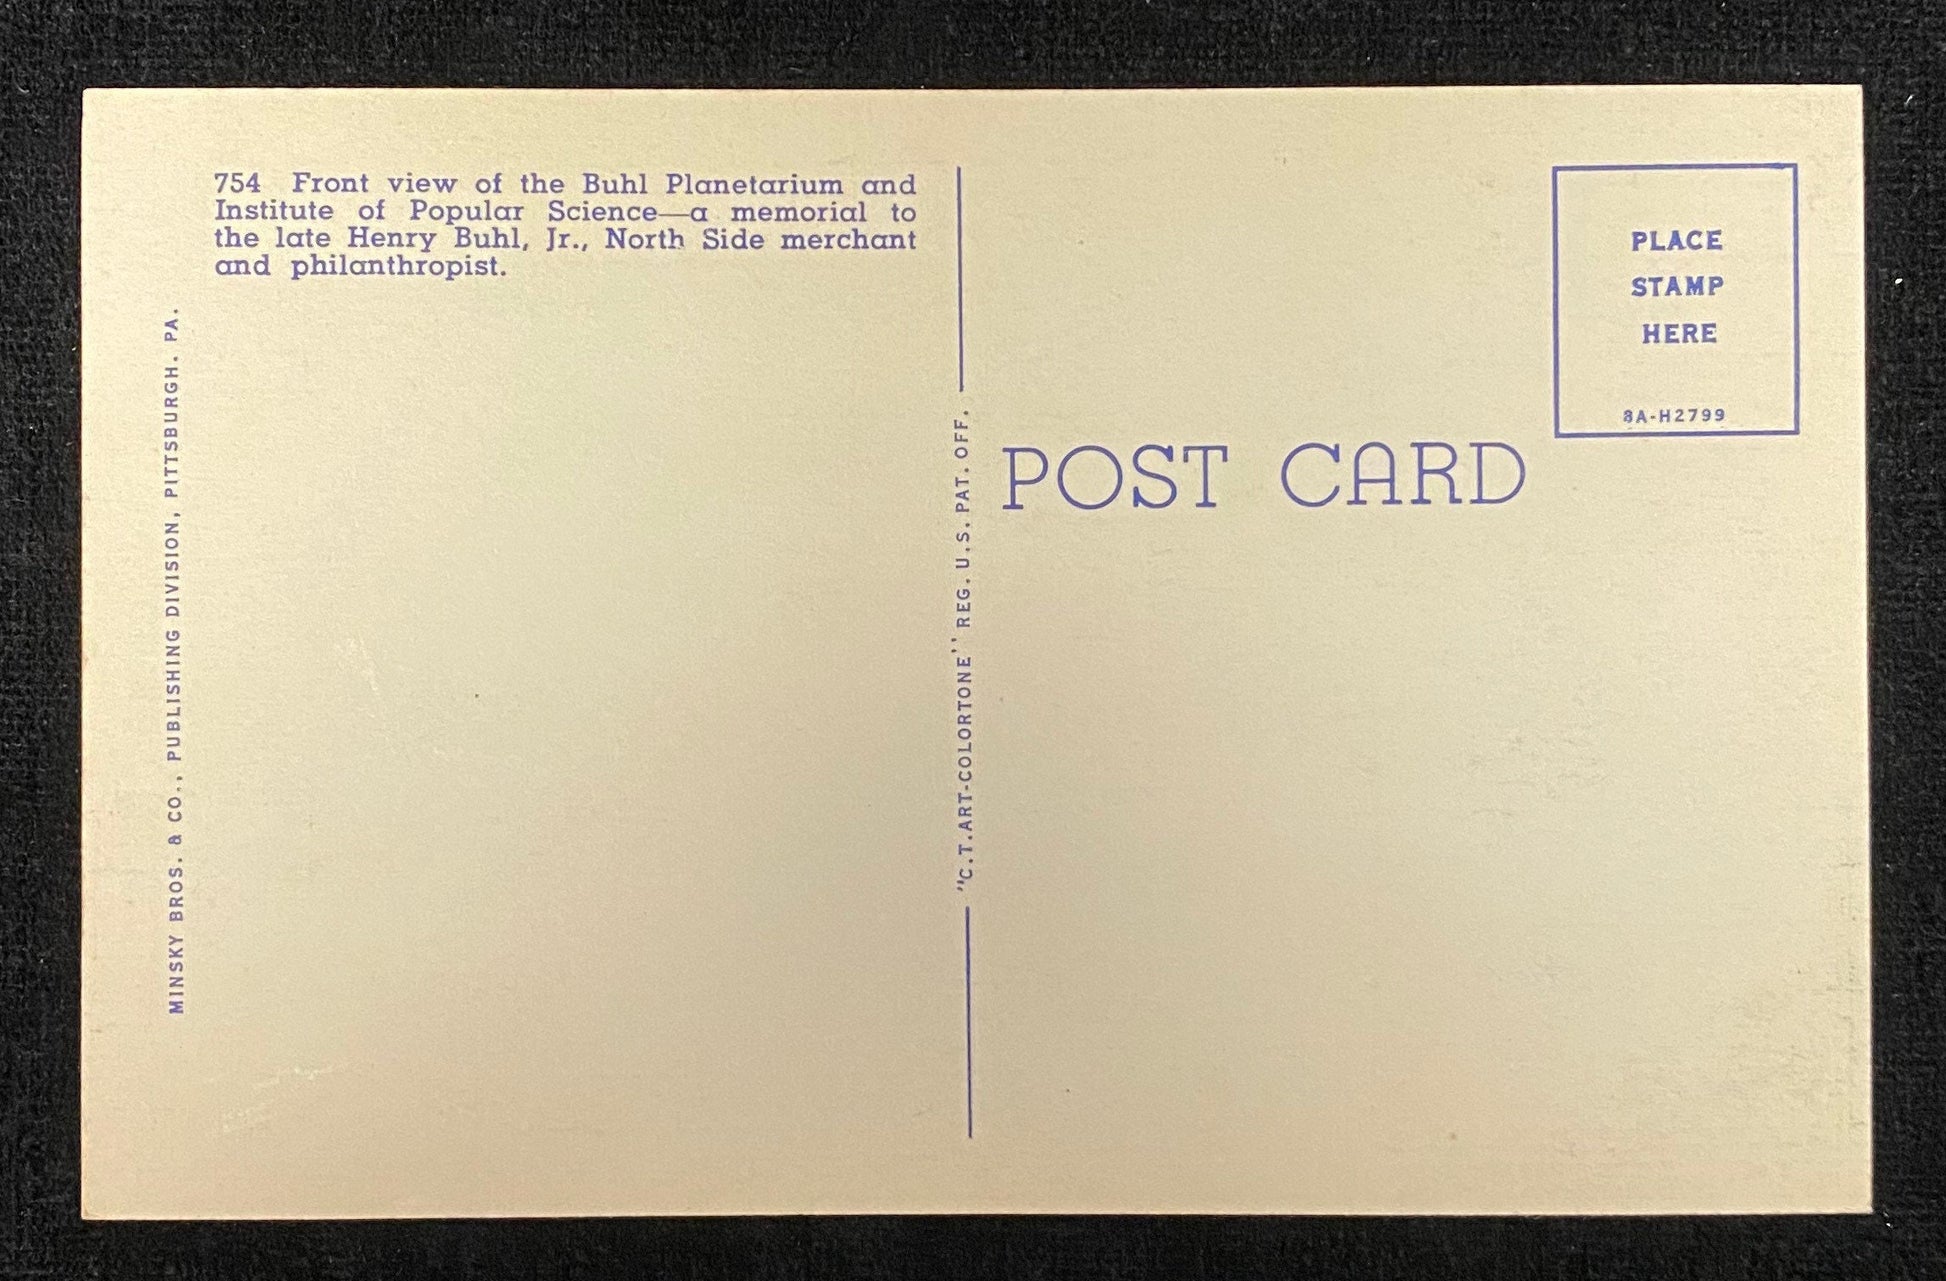 754 Front view of the Buhl Planetarium and
Institute of Popular Science—a memorial to
the late Henry Buhl, Jr., North Side merchant
and philanthropist.
MINSKY BROS. & CO., PUBLISHING DIVISION, PITTSBURGH. PA.
"C.T.ART-COLORTONE" REG. U.S. PAT. OFF.
POST CARD
PLACE
STAMP
HERE
8A-H2799